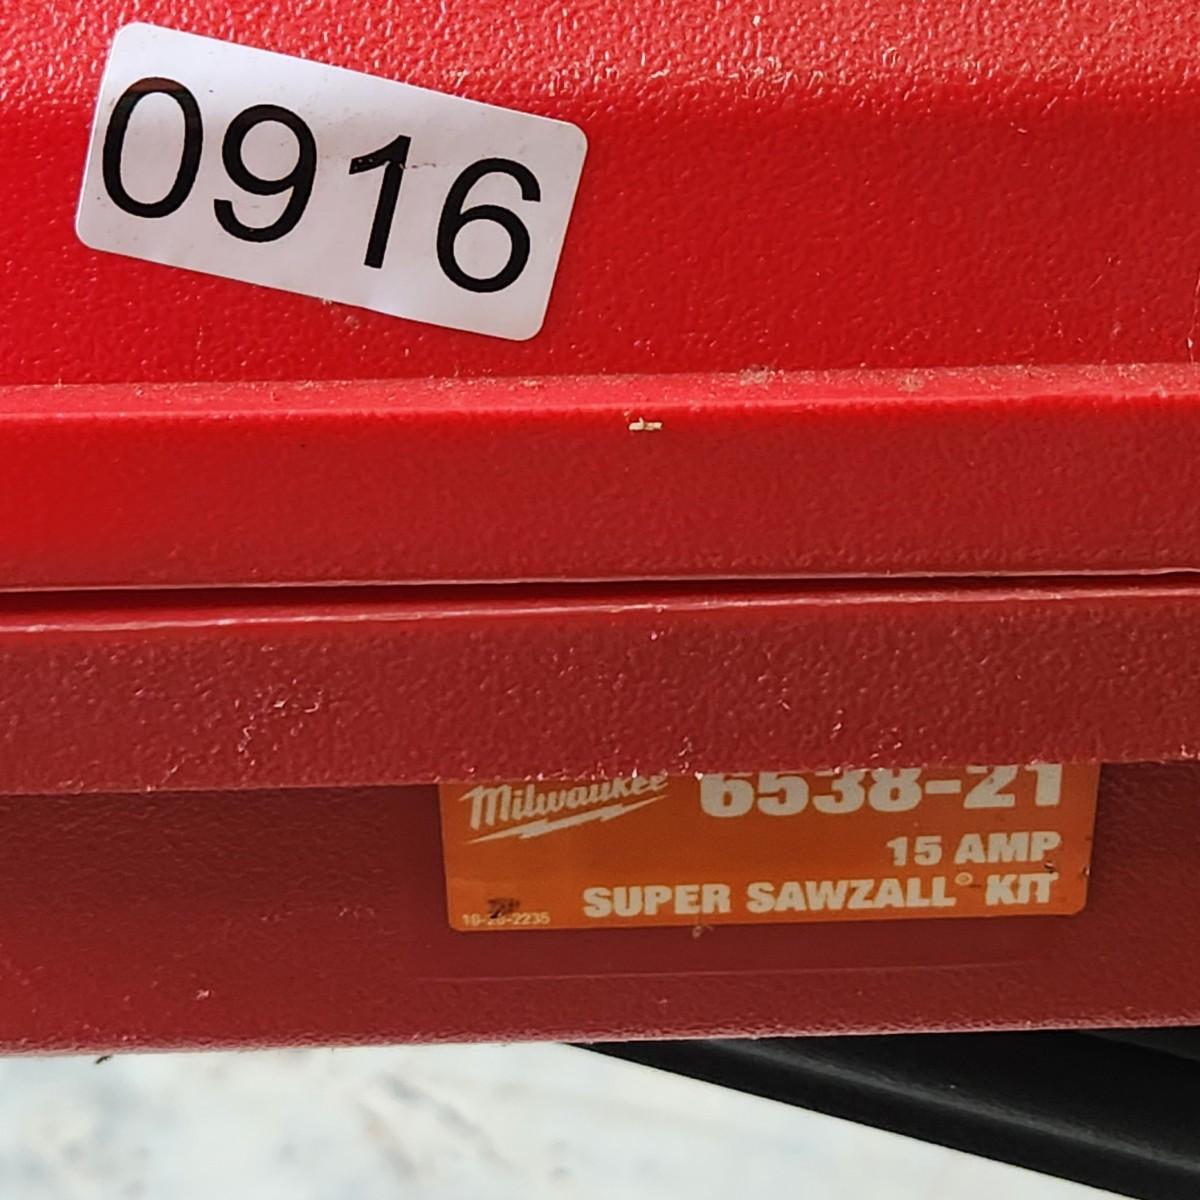 0916
Milwaukee 6538-21
15 AMP
SUPER SAWZALL® KIT